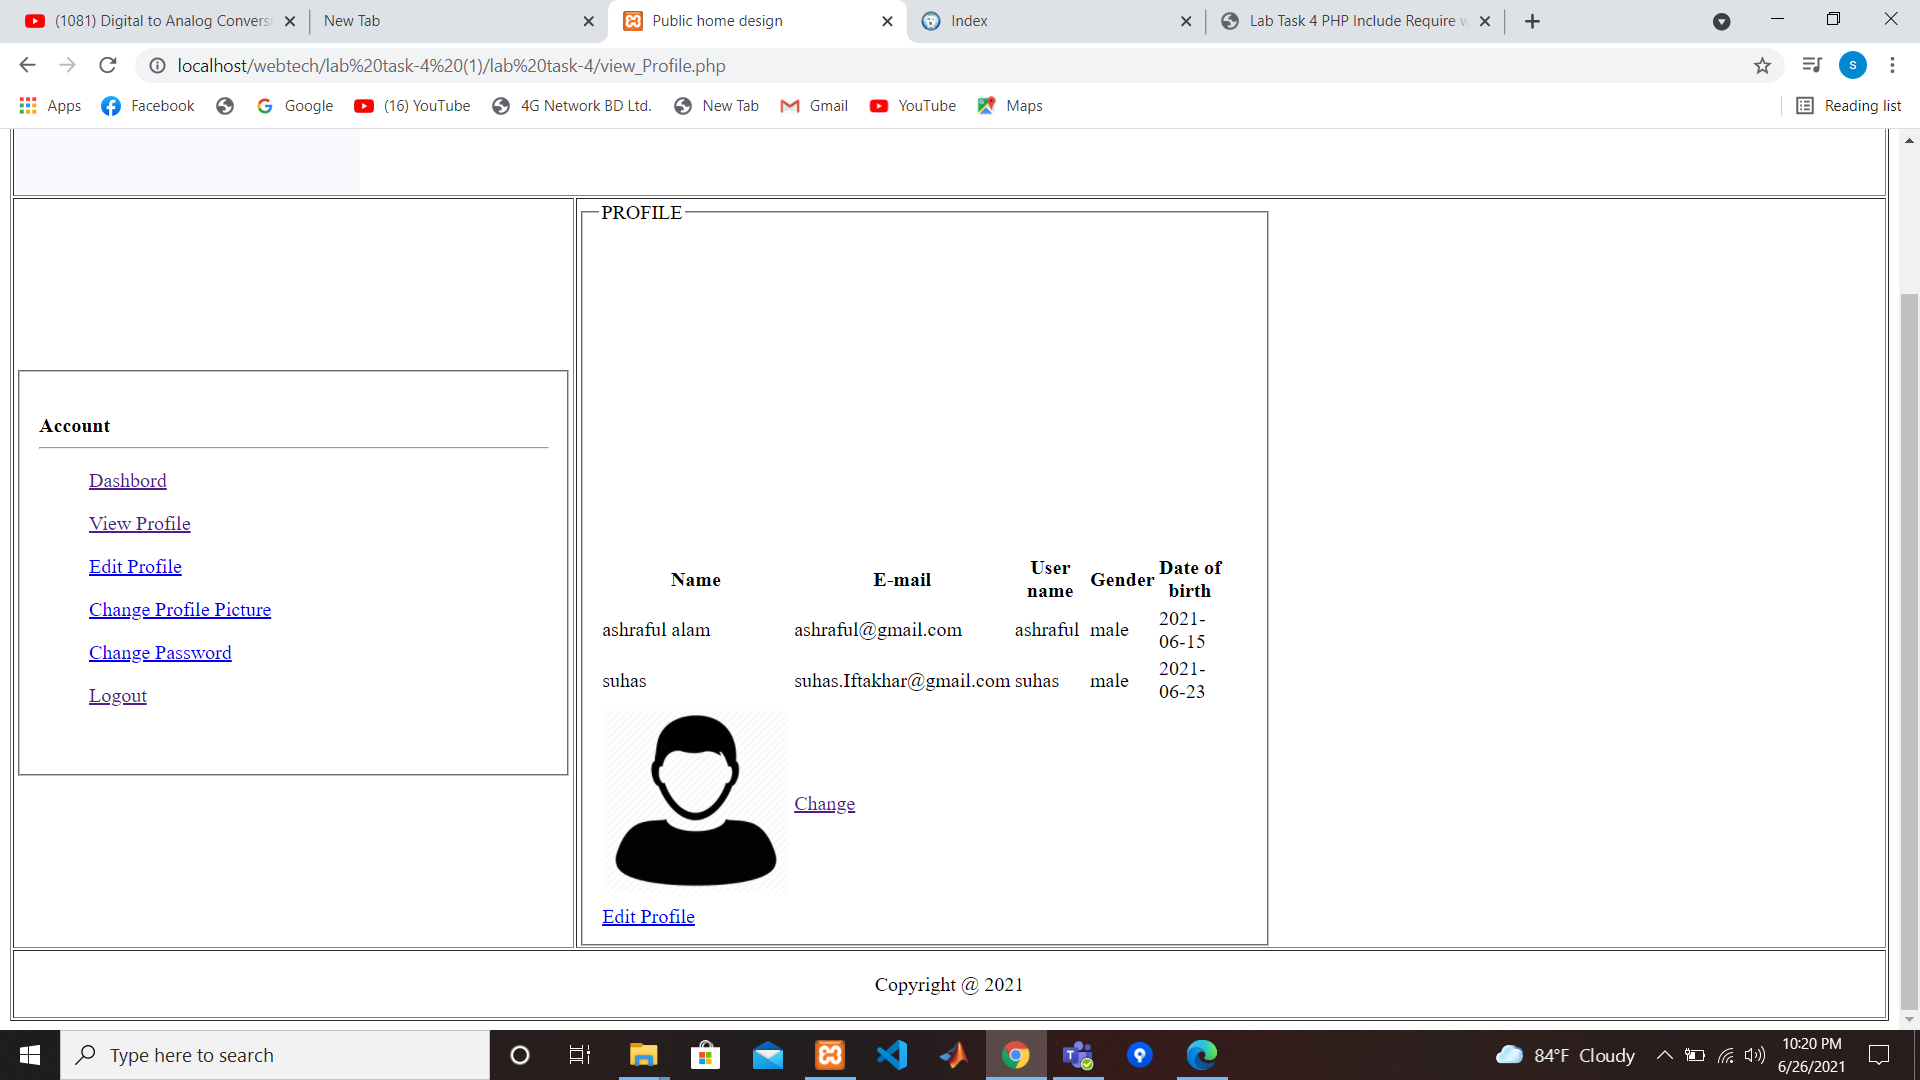 (1081) Digital to Analog Conversi
New Tab
Public home design
Index
Lab Task 4 PHP Include Require w
localhost/webtech/lab%20task-4%20(1)/lab%20task-4/view_Profile.php
s
Apps
Facebook
Google
(16) YouTube
4G Network BD Ltd.
New Tab
Gmail
YouTube
Maps
Reading list
PROFILE
Account
Dashbord
View Profile
Edit Profile
Change Profile Picture
Change Password
Logout
Name E-mail User name Gender Date of birth
ashraful alam ashraful@gmail.com ashraful male 2021-06-15
suhas suhas.Iftakhar@gmail.com suhas male 2021-06-23
Change
Edit Profile
Copyright @ 2021
Type here to search
84°F Cloudy
10:20 PM
6/26/2021